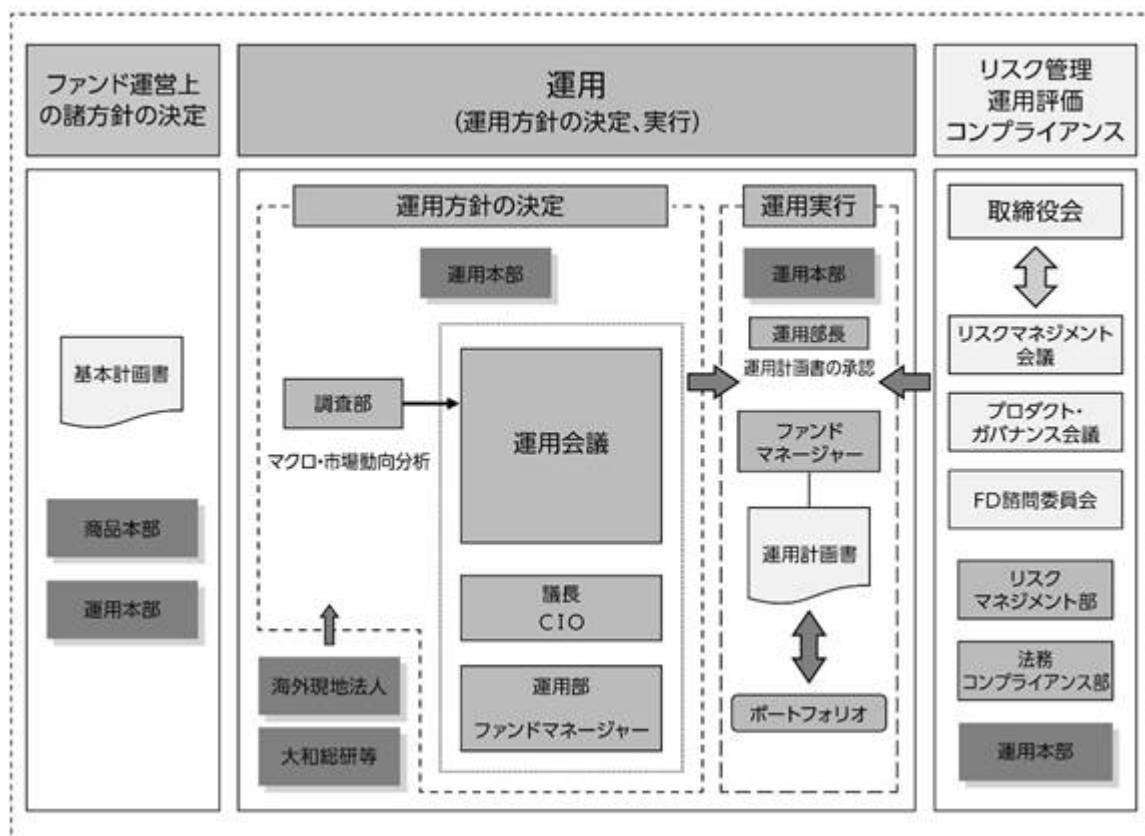 ファンド運営上
の諸方針の決定
運用
(運用方針の決定、実行)
リスク管理
運用評価
コンプライアンス
基本計画書
商品本部
運用本部
運用方針の決定
運用本部
調査部
マクロ・市場動向分析
運用会議
議長
CIO
運用部
ファンドマネージャー
海外現地法人
大和総研等
運用実行
運用本部
運用部長
運用計画書の承認
ファンド
マネージャー
運用計画書
ポートフォリオ
取締役会
リスクマネジメント
会議
プロダクト・
ガバナンス会議
FD諮問委員会
リスク
マネジメント部
法務
コンプライアンス部
運用本部